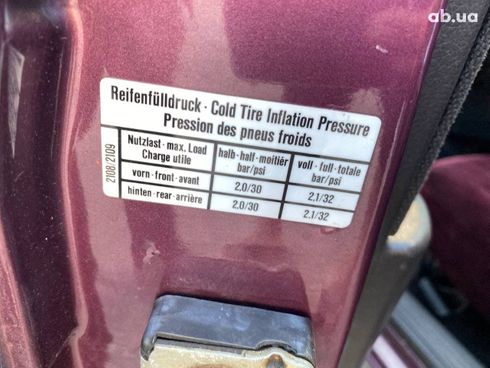 ab.ua
Reifenfülldruck · Cold Tire Inflation Pressure
Pression des pneus froids
2108/2109
Nutzlast - max. Load
Charge utile
halb-half-moitiér
bar/psi
voll-full-totale
bar/psi
vorn-front-avant
2.0/30
2,1/32
hinten-rear-arrière
2.0/30
2.1/32